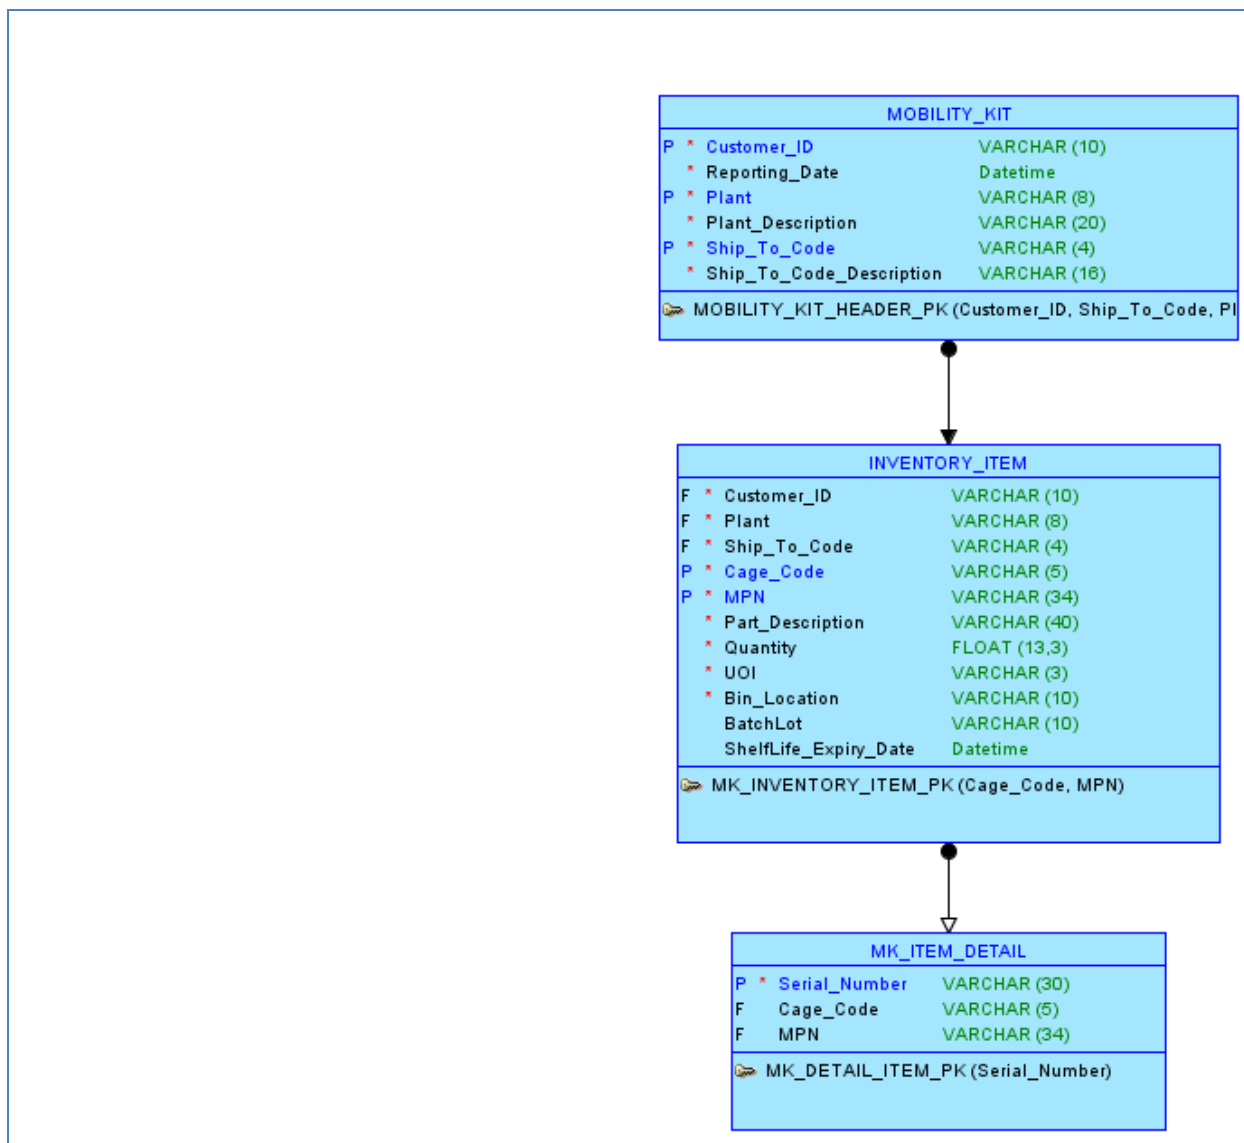 MOBILITY_KIT
P * Customer_ID VARCHAR (10)
* Reporting_Date Datetime
P * Plant VARCHAR (8)
* Plant_Description VARCHAR (20)
P * Ship_To_Code VARCHAR (4)
* Ship_To_Code_Description VARCHAR (16)
MOBILITY_KIT_HEADER_PK (Customer_ID, Ship_To_Code, Pl
INVENTORY_ITEM
F * Customer_ID VARCHAR (10)
F * Plant VARCHAR (8)
F * Ship_To_Code VARCHAR (4)
P * Cage_Code VARCHAR (5)
P * MPN VARCHAR (34)
* Part_Description VARCHAR (40)
* Quantity FLOAT (13,3)
* UOI VARCHAR (3)
* Bin_Location VARCHAR (10)
BatchLot VARCHAR (10)
ShelfLife_Expiry_Date Datetime
MK_INVENTORY_ITEM_PK (Cage_Code, MPN)
MK_ITEM_DETAIL
P * Serial_Number VARCHAR (30)
F Cage_Code VARCHAR (5)
F MPN VARCHAR (34)
MK_DETAIL_ITEM_PK (Serial_Number)